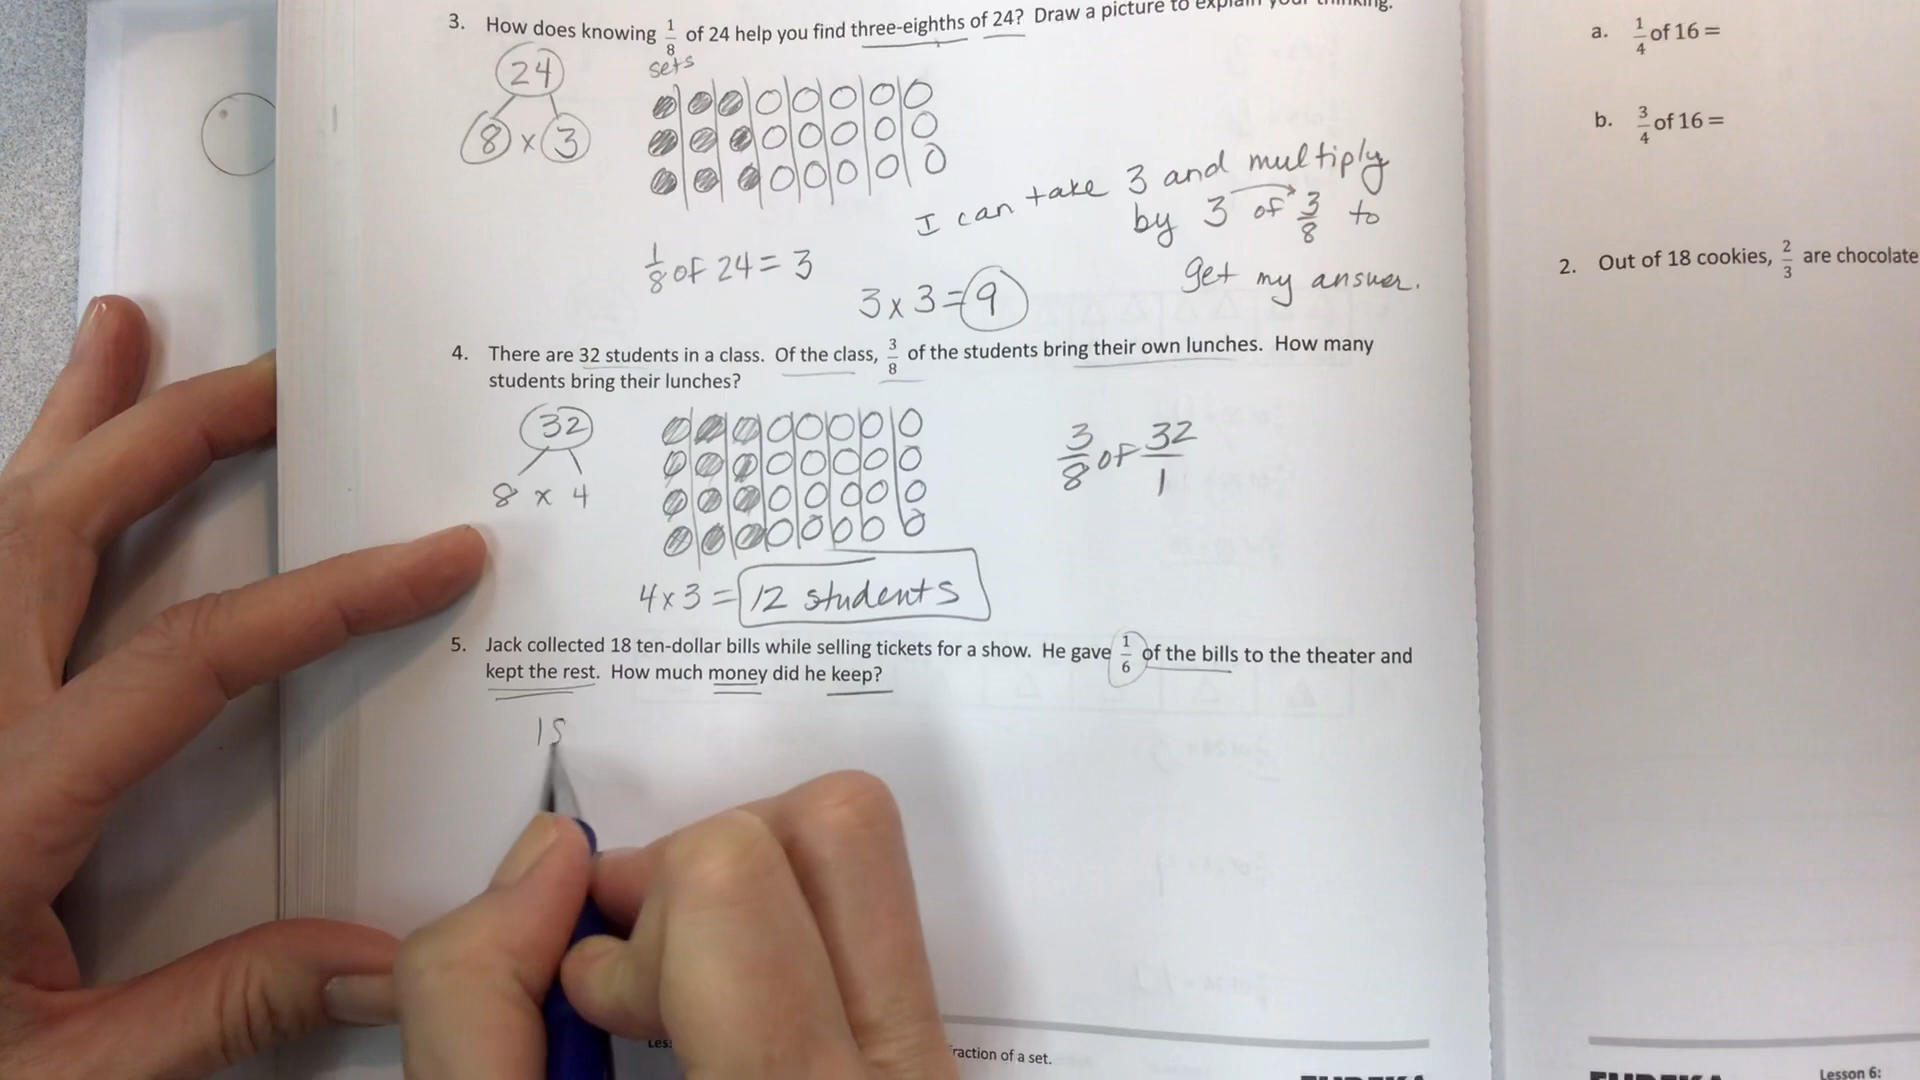 3. How does knowing 1/8 of 24 help you find three-eighths of 24? Draw a picture to explain your thinking.
24
8 x 3
sets
I can take 3 and multiply
by 3 of 3/8 to
get my answer.
1/8 of 24 = 3
3 x 3 = 9
4. There are 32 students in a class. Of the class, 3/8 of the students bring their own lunches. How many
students bring their lunches?
32
8 x 4
3/8 of 32/1
4 x 3 = 12 students
5. Jack collected 18 ten-dollar bills while selling tickets for a show. He gave 1/6 of the bills to the theater and
kept the rest. How much money did he keep?
raction of a set.
a. 1/4 of 16 =
b. 3/4 of 16 =
2. Out of 18 cookies, 2/3 are chocolate
Lesson 6: